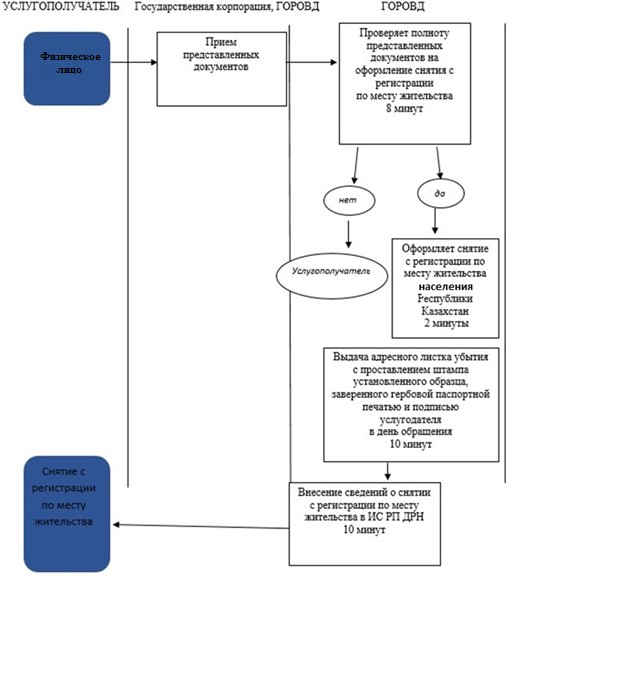 УСЛУГОПОЛУЧАТЕЛЬ
Государственная корпорация, ГОРОВД
ГОРОВД
Физическое
лицо
Прием
представленных
документов
Проверяет полноту
представленных
документов на
оформление снятия с
регистрации
по месту жительства
8 минут
нет
да
Услугополучатель
Оформляет снятие
с регистрации по
месту жительства
населения
Республики
Казахстан
2 минуты
Выдача адресного листка убытия
с проставлением штампа
установленного образца,
заверенного гербовой паспортной
печатью и подписью
услугодателя
в день обращения
10 минут
Снятие с
регистрации
по месту
жительства
Внесение сведений о снятии
с регистрации по месту
жительства в ИС РП ДРН
10 минут